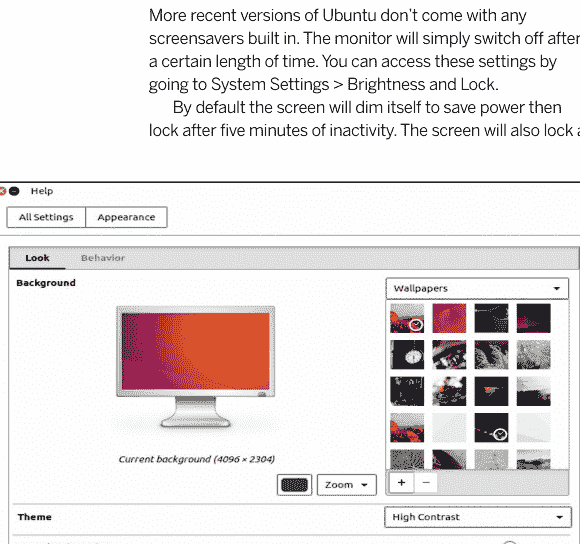 More recent versions of Ubuntu don't come with any
screensavers built in. The monitor will simply switch off after
a certain length of time. You can access these settings by
going to System Settings > Brightness and Lock.
By default the screen will dim itself to save power then
lock after five minutes of inactivity. The screen will also lock a
Help
All Settings Appearance
Look Behavior
Background
Wallpapers
Current background (4096 × 2304)
Zoom
+ −
Theme
High Contrast